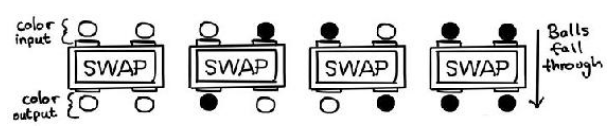 color
input
SWAP
SWAP
SWAP
SWAP
color
output
Balls
fall
through